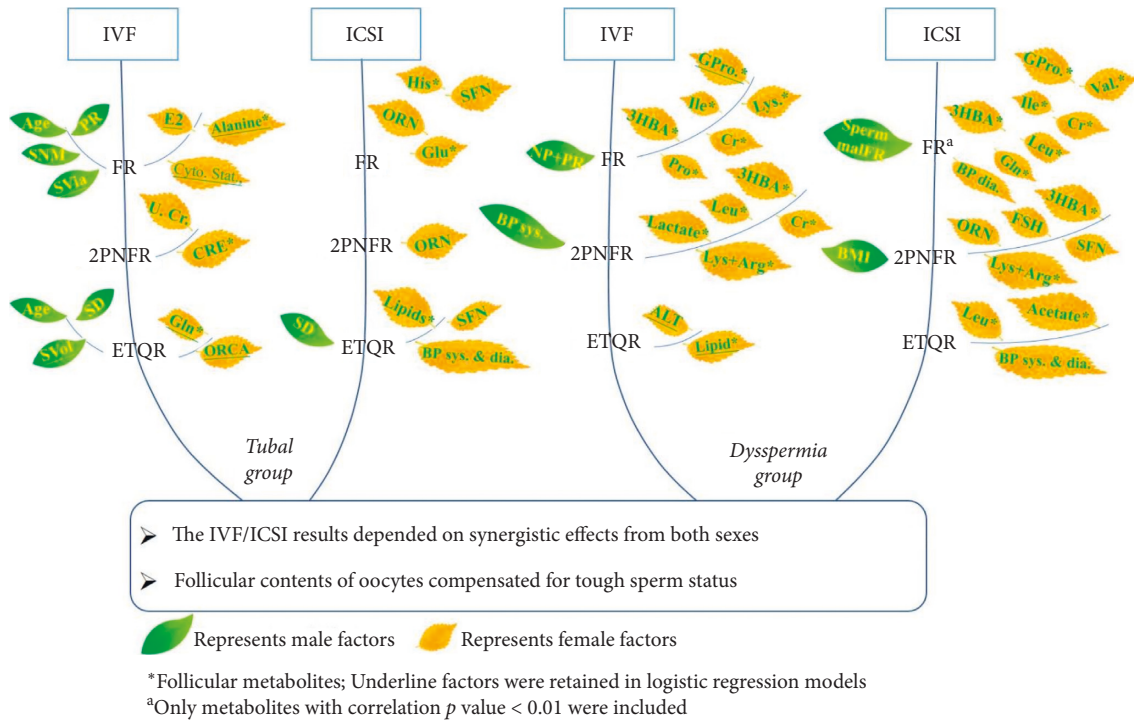 IVF
ICSI
IVF
ICSI
Age
PR
SNM
SVia
FR
E2
Alanine*
Cyto. Stat.
U. Cr.
2PNFR
CRE*
Age
SD
SVol
ETQR
Gln*
ORCA
His*
SFN
ORN
Glu*
FR
2PNFR
ORN
SD
ETQR
Lipids*
SFN
BP sys. & dia.
GPro.*
Ile*
Lys.*
3HBA*
Cr*
NP+PR
FR
Pro*
3HBA*
BP sys.
Leu*
Lactate*
Cr*
2PNFR
Lys+Arg*
ALT
ETQR
Lipid*
GPro.*
Val.*
Ile*
3HBA*
Cr*
Sperm
malFR
FRa
Leu*
Gln*
BP dia.
3HBA*
ORN
FSH
SFN
BMI
2PNFR
Lys+Arg*
Leu*
Acetate*
ETQR
BP sys. & dia.
Tubal
group
Dysspermia
group
➢ The IVF/ICSI results depended on synergistic effects from both sexes
➢ Follicular contents of oocytes compensated for tough sperm status
Represents male factors
Represents female factors
*Follicular metabolites; Underline factors were retained in logistic regression models
aOnly metabolites with correlation p value < 0.01 were included